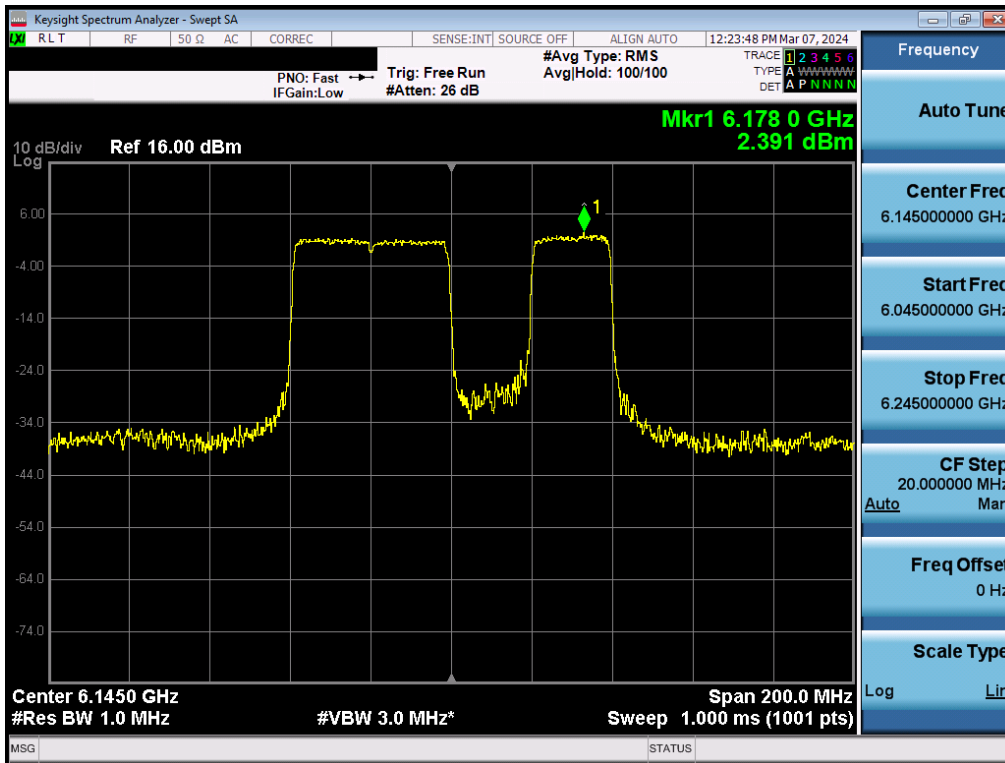 Keysight Spectrum Analyzer - Swept SA
LXI RLT RF 50 Ω AC CORREC SENSE:INT SOURCE OFF ALIGN AUTO 12:23:48 PM Mar 07, 2024
PNO: Fast
IFGain:Low
Trig: Free Run
#Atten: 26 dB
#Avg Type: RMS
Avg|Hold: 100/100
TRACE 1 2 3 4 5 6
TYPE A WWWWW
DET A P N N N N
Mkr1 6.178 0 GHz
2.391 dBm
10 dB/div Ref 16.00 dBm
Log
1
6.00
-4.00
-14.0
-24.0
-34.0
-44.0
-54.0
-64.0
-74.0
Center 6.1450 GHz Span 200.0 MHz
#Res BW 1.0 MHz #VBW 3.0 MHz* Sweep 1.000 ms (1001 pts)
MSG STATUS
Frequency
Auto Tune
Center Freq
6.145000000 GHz
Start Freq
6.045000000 GHz
Stop Freq
6.245000000 GHz
CF Step
20.000000 MHz
Auto Man
Freq Offset
0 Hz
Scale Type
Log Lin